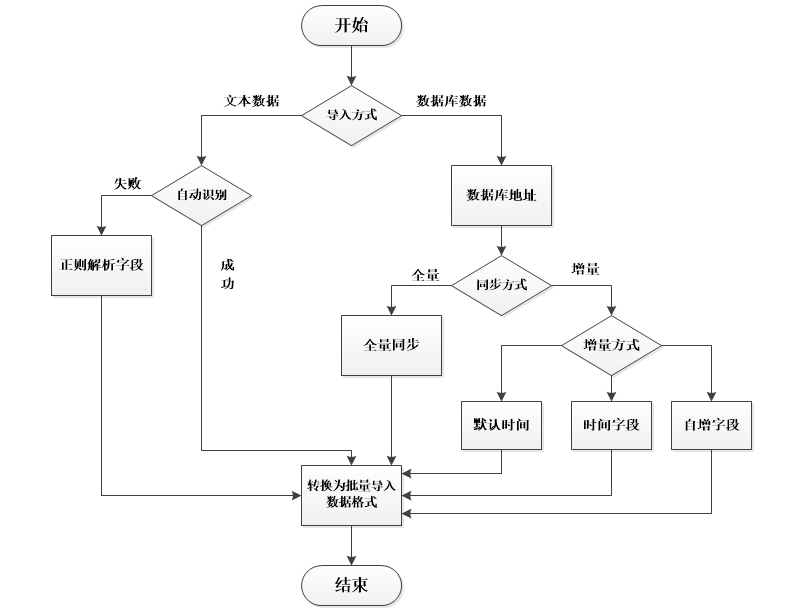 开始
文本数据
数据库数据
导入方式
失败
自动识别
数据库地址
正则解析字段
成
功
全量
同步方式
增量
全量同步
增量方式
默认时间
时间字段
自增字段
转换为批量导入
数据格式
结束